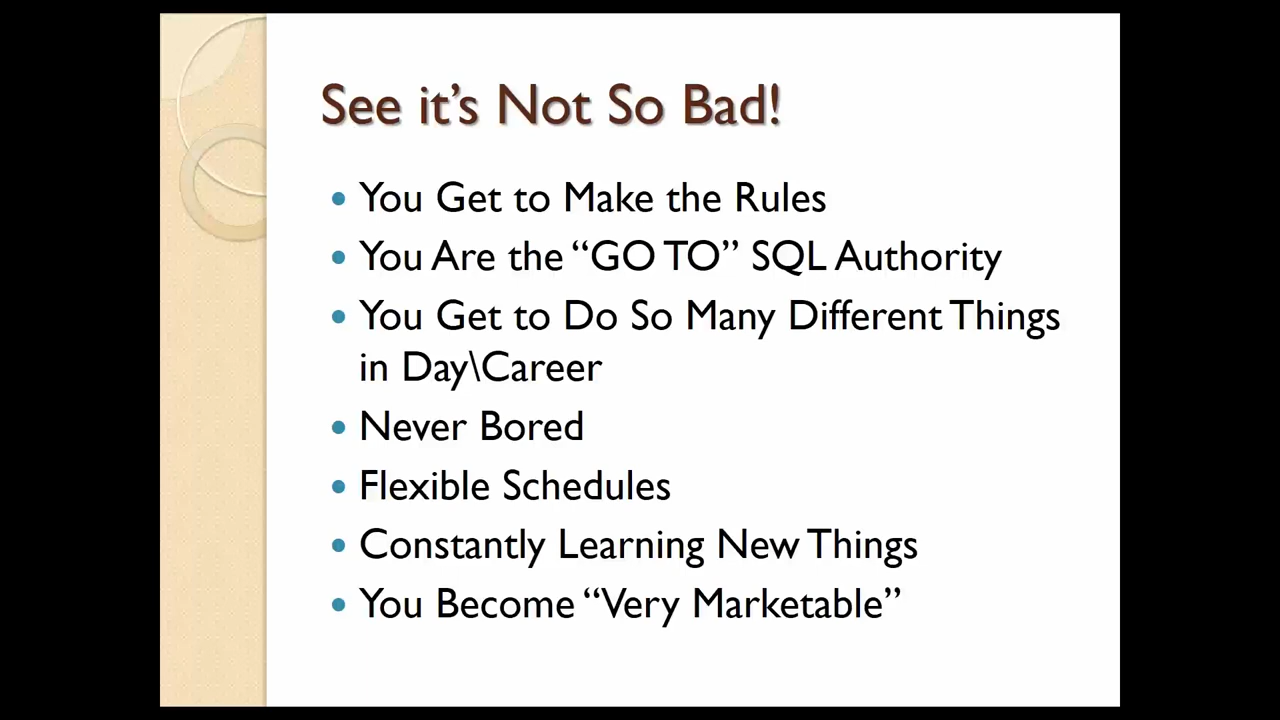 See it’s Not So Bad!
• You Get to Make the Rules
• You Are the “GO TO” SQL Authority
• You Get to Do So Many Different Things
in Day\Career
• Never Bored
• Flexible Schedules
• Constantly Learning New Things
• You Become “Very Marketable”